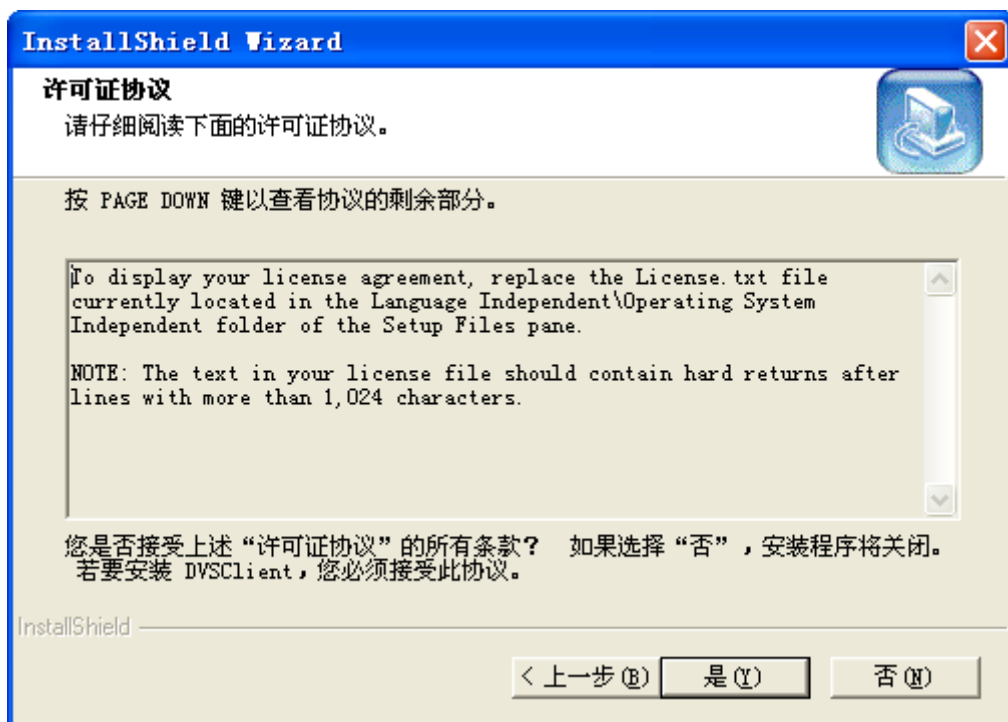 InstallShield Wizard
许可证协议
请仔细阅读下面的许可证协议。
按 PAGE DOWN 键以查看协议的剩余部分。
To display your license agreement, replace the License.txt file
currently located in the Language Independent\Operating System
Independent folder of the Setup Files pane.
NOTE: The text in your license file should contain hard returns after
lines with more than 1,024 characters.
您是否接受上述“许可证协议”的所有条款？ 如果选择“否”，安装程序将关闭。
若要安装 DVSClient，您必须接受此协议。
InstallShield
< 上一步(B) 是(Y) 否(N)